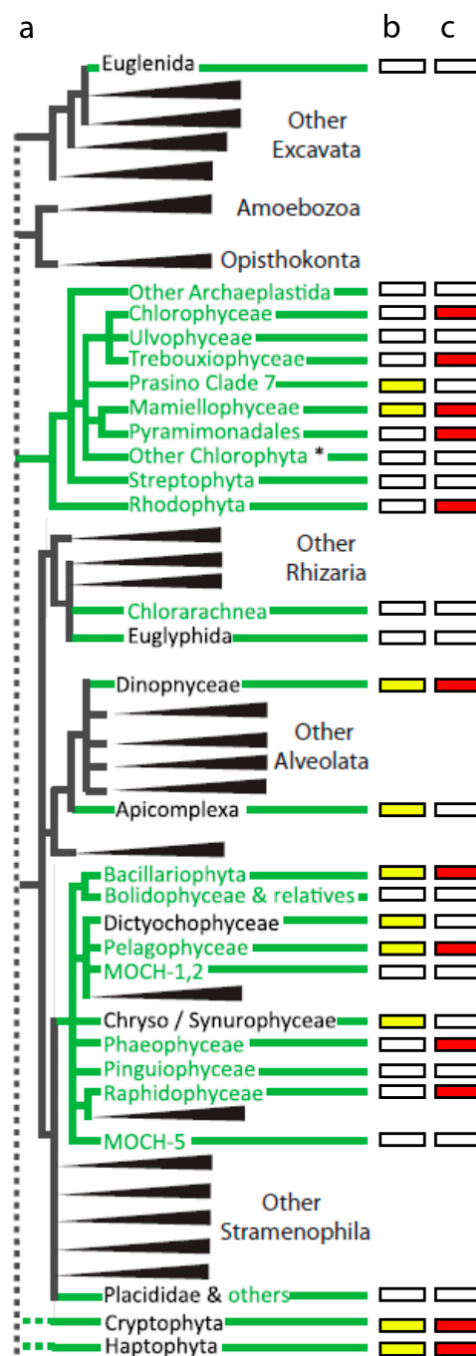 a b c
Euglenida
Other
Excavata
Amoebozoa
Opisthokonta
Other Archaeplastida
Chlorophyceae
Ulvophyceae
Trebouxiophyceae
Prasino Clade 7
Mamiellophyceae
Pyramimonadales
Other Chlorophyta *
Streptophyta
Rhodophyta
Other
Rhizaria
Chlorarachnea
Euglyphida
Dinopnyceae
Other
Alveolata
Apicomplexa
Bacillariophyta
Bolidophyceae & relatives
Dictyochophyceae
Pelagophyceae
MOCH-1,2
Chryso / Synurophyceae
Phaeophyceae
Pinguiophyceae
Raphidophyceae
MOCH-5
Other
Stramenophila
Placididae & others
Cryptophyta
Haptophyta